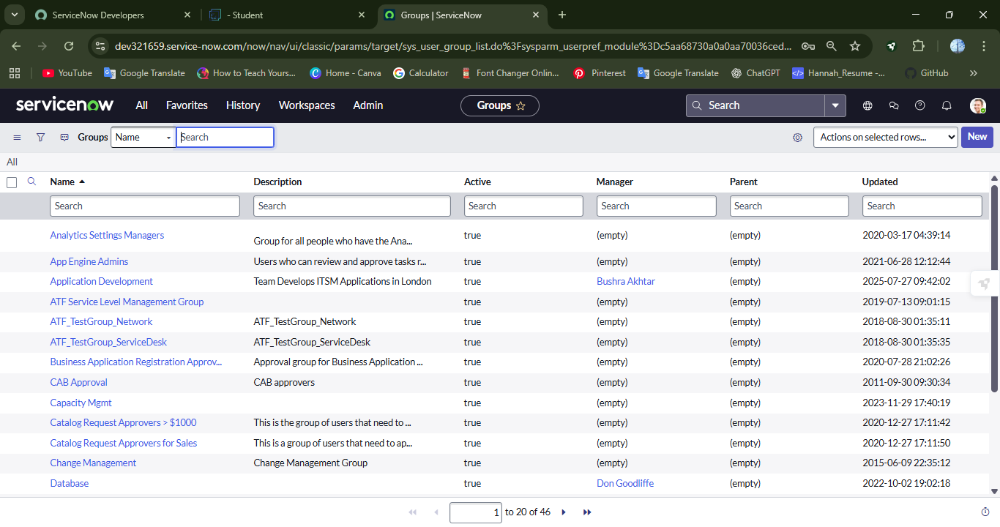 ServiceNow Developers
- Student
Groups | ServiceNow
dev321659.service-now.com/now/nav/ui/classic/params/target/sys_user_group_list.do%3Fsysparm_userpref_module%3Dc5aa68730a0a0aa70036ced...
YouTube Google Translate How to Teach Yours... Home - Canva Calculator Font Changer Onlin... Pinterest Google Translate ChatGPT Hannah_Resume -... GitHub
servicenow All Favorites History Workspaces Admin Groups Search
Groups Name Search Actions on selected rows... New
All
Name Description Active Manager Parent Updated
Search Search Search Search Search Search
Analytics Settings Managers Group for all people who have the Ana... true (empty) (empty) 2020-03-17 04:39:14
App Engine Admins Users who can review and approve tasks r... true (empty) (empty) 2021-06-28 12:12:44
Application Development Team Develops ITSM Applications in London true Bushra Akhtar (empty) 2025-07-27 09:42:02
ATF Service Level Management Group true (empty) (empty) 2019-07-13 09:01:15
ATF_TestGroup_Network ATF_TestGroup_Network true (empty) (empty) 2018-08-30 01:35:11
ATF_TestGroup_ServiceDesk ATF_TestGroup_ServiceDesk true (empty) (empty) 2018-08-30 01:35:35
Business Application Registration Approv... Approval group for Business Application ... true (empty) (empty) 2020-07-28 21:02:26
CAB Approval CAB approvers true (empty) (empty) 2011-09-30 09:30:34
Capacity Mgmt true (empty) (empty) 2023-11-29 17:40:19
Catalog Request Approvers > $1000 This is the group of users that need to ... true (empty) (empty) 2020-12-27 17:11:42
Catalog Request Approvers for Sales This is a group of users that need to ap... true (empty) (empty) 2020-12-27 17:11:50
Change Management Change Management Group true (empty) (empty) 2015-06-09 22:35:12
Database true Don Goodliffe (empty) 2022-10-02 19:02:18
1 to 20 of 46